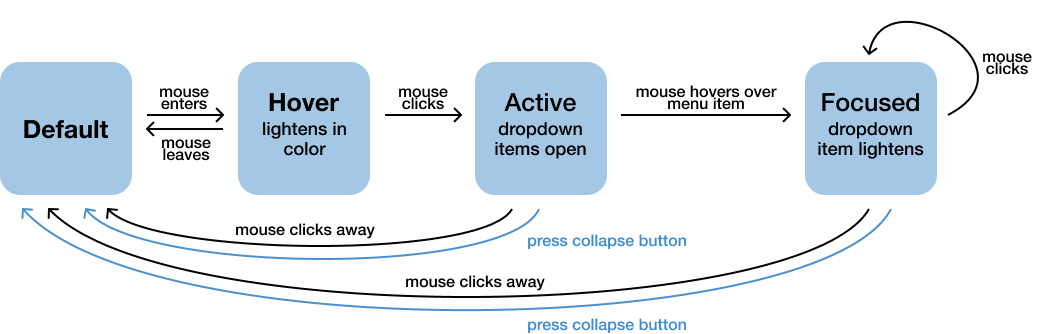 Default
mouse
enters
mouse
leaves
Hover
lightens in
color
mouse
clicks
Active
dropdown
items open
mouse hovers over
menu item
Focused
dropdown
item lightens
mouse
clicks
mouse clicks away
press collapse button
mouse clicks away
press collapse button